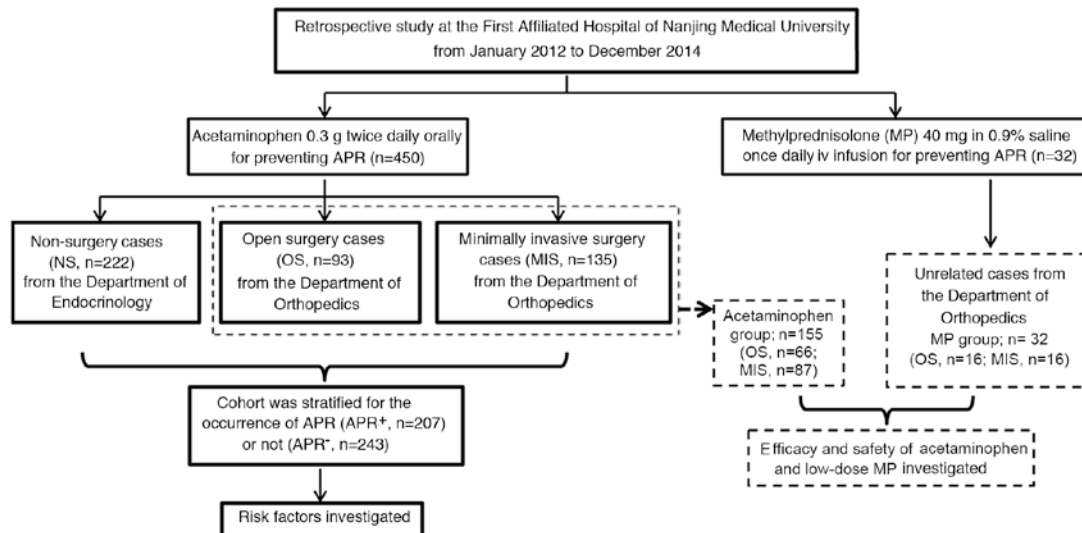 Retrospective study at the First Affiliated Hospital of Nanjing Medical University
from January 2012 to December 2014
Acetaminophen 0.3 g twice daily orally
for preventing APR (n=450)
Methylprednisolone (MP) 40 mg in 0.9% saline
once daily iv infusion for preventing APR (n=32)
Non-surgery cases
(NS, n=222)
from the Department of
Endocrinology
Open surgery cases
(OS, n=93)
from the Department of
Orthopedics
Minimally invasive surgery
cases (MIS, n=135)
from the Department of
Orthopedics
Acetaminophen
group; n=155
(OS, n=66;
MIS, n=87)
Unrelated cases from
the Department of
Orthopedics
MP group; n= 32
(OS, n=16; MIS, n=16)
Cohort was stratified for the
occurrence of APR (APR⁺, n=207)
or not (APR⁻, n=243)
Efficacy and safety of acetaminophen
and low-dose MP investigated
Risk factors investigated